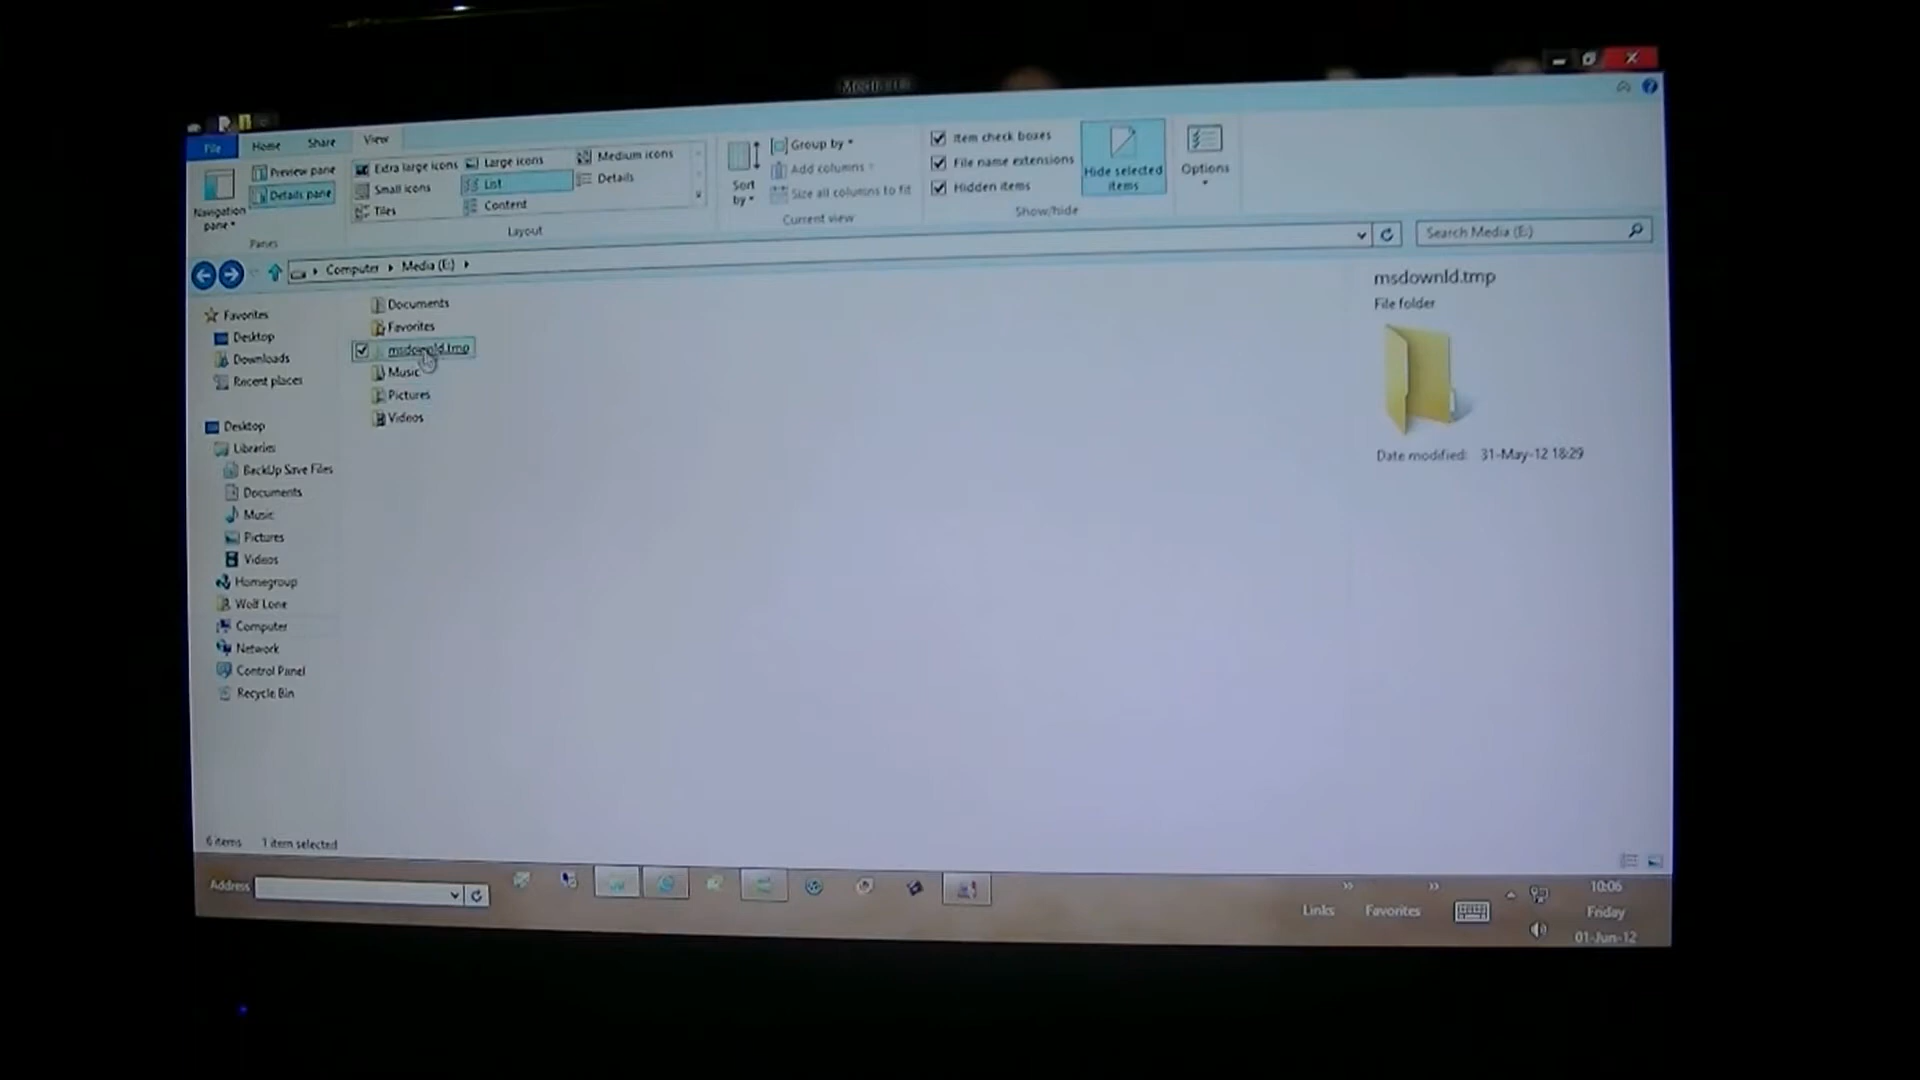 Media (E:)
File
Home
Share
View
Navigation pane
Preview pane
Details pane
Panes
Extra large icons
Large icons
Medium icons
Small icons
List
Details
Tiles
Content
Layout
Sort by
Group by
Add columns
Size all columns to fit
Current view
Item check boxes
File name extensions
Hidden items
Hide selected items
Show/hide
Options
Computer
Media (E:)
Search Media (E:)
Favorites
Desktop
Downloads
Recent places
Desktop
Libraries
BackUp Save Files
Documents
Music
Pictures
Videos
Homegroup
Wolf Lone
Computer
Network
Control Panel
Recycle Bin
Documents
Favorites
msdownld.tmp
Music
Pictures
Videos
msdownld.tmp
File folder
Date modified: 31-May-12 18:29
6 items 1 item selected
Address
Links
Favorites
10:06
Friday
01-Jun-12